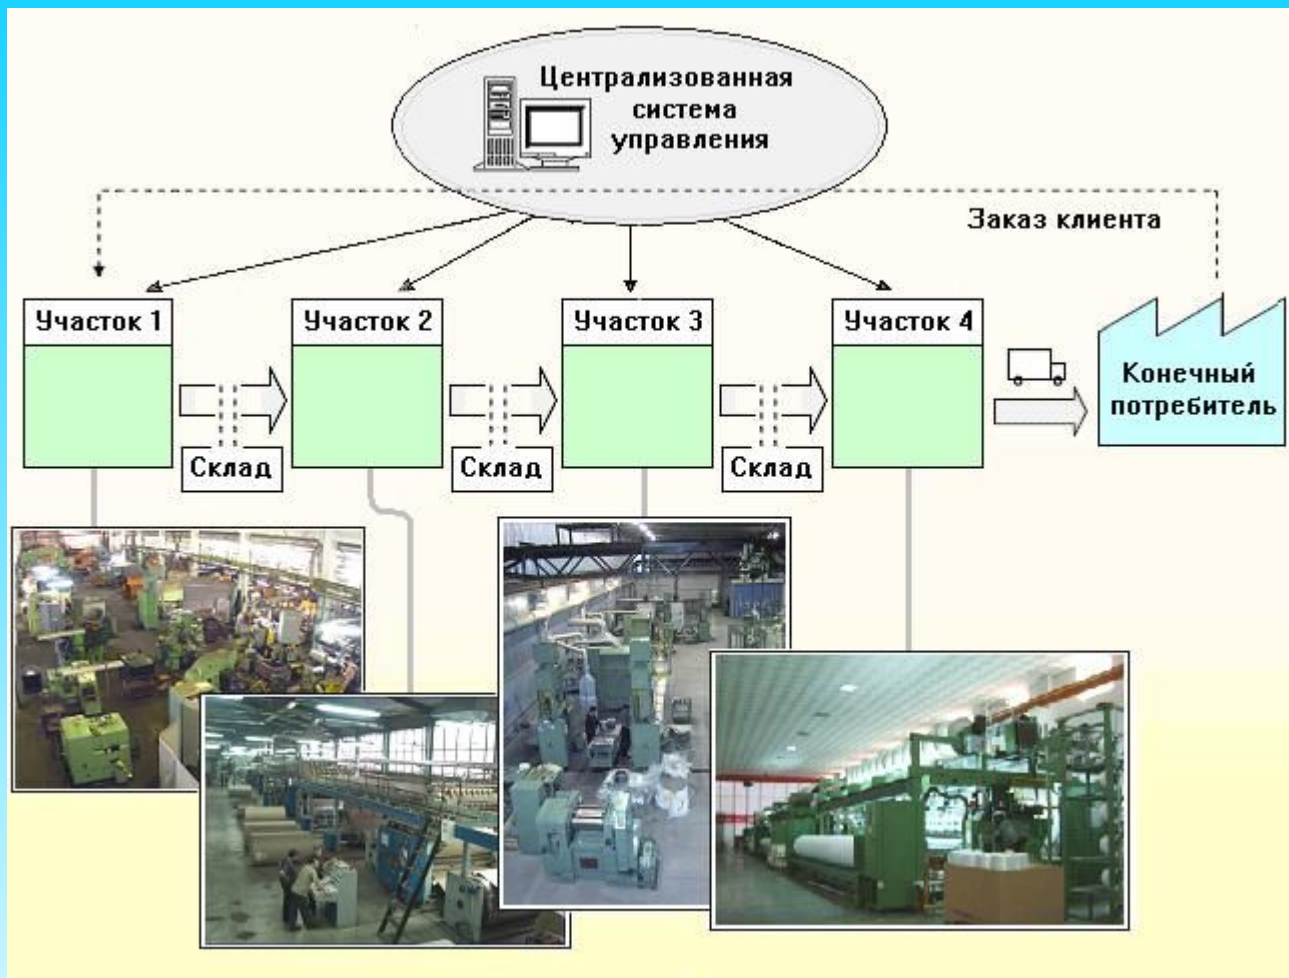 Централизованная
система
управления
Заказ клиента
Участок 1
Участок 2
Участок 3
Участок 4
Конечный
потребитель
Склад
Склад
Склад